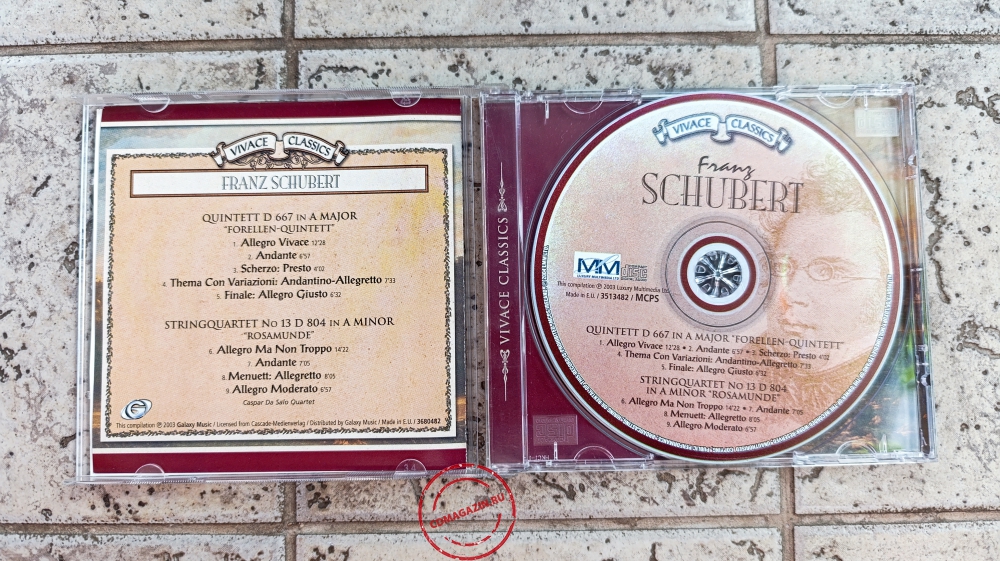 VIVACE CLASSICS
FRANZ SCHUBERT
QUINTETT D 667 IN A MAJOR
"FORELLEN-QUINTETT"
1. Allegro Vivace 12'28
2. Andante 6'57
3. Scherzo: Presto 4'02
4. Thema Con Variazioni: Andantino-Allegretto 7'33
5. Finale: Allegro Giusto 6'32
STRINGQUARTET NO 13 D 804 IN A MINOR
"ROSAMUNDE"
6. Allegro Ma Non Troppo 14'22
7. Andante 7'05
8. Menuett: Allegretto 8'05
9. Allegro Moderato 6'57
Caspar Da Salo Quartet
This compilation ℗ 2003 Galaxy Music / Licensed from Cascade-Medienverlag / Distributed by Galaxy Music / Made in E.U. / 3680482
VIVACE CLASSICS
VIVACE CLASSICS
Franz
SCHUBERT
MM
LUXURY MULTIMEDIA LTD
This compilation ℗ 2003 Luxury Multimedia Ltd
Made in E.U. / 3513482 / MCPS
QUINTETT D 667 IN A MAJOR "FORELLEN-QUINTETT"
1. Allegro Vivace 12'28 • 2. Andante 6'57 • 3. Scherzo: Presto 4'02
4. Thema Con Variazioni: Andantino-Allegretto 7'33
5. Finale: Allegro Giusto 6'32
STRINGQUARTET NO 13 D 804
IN A MINOR "ROSAMUNDE"
6. Allegro Ma Non Troppo 14'22 • 7. Andante 7'05
8. Menuett: Allegretto 8'05
9. Allegro Moderato 6'57
CDMAGAZIN.RU